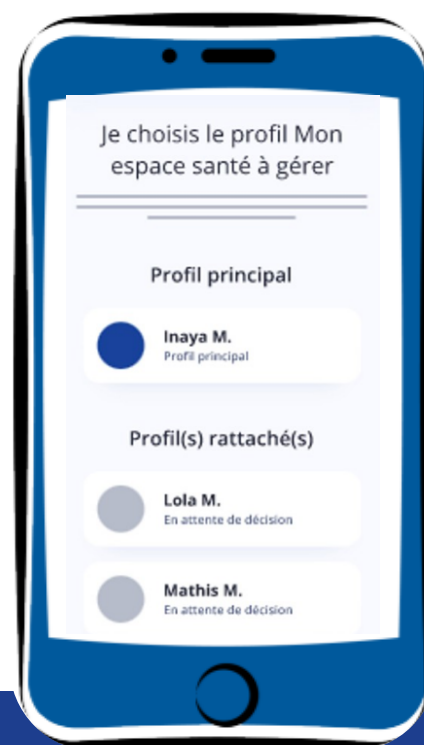 Je choisis le profil Mon
espace santé à gérer
Profil principal
Inaya M.
Profil principal
Profil(s) rattaché(s)
Lola M.
En attente de décision
Mathis M.
En attente de décision